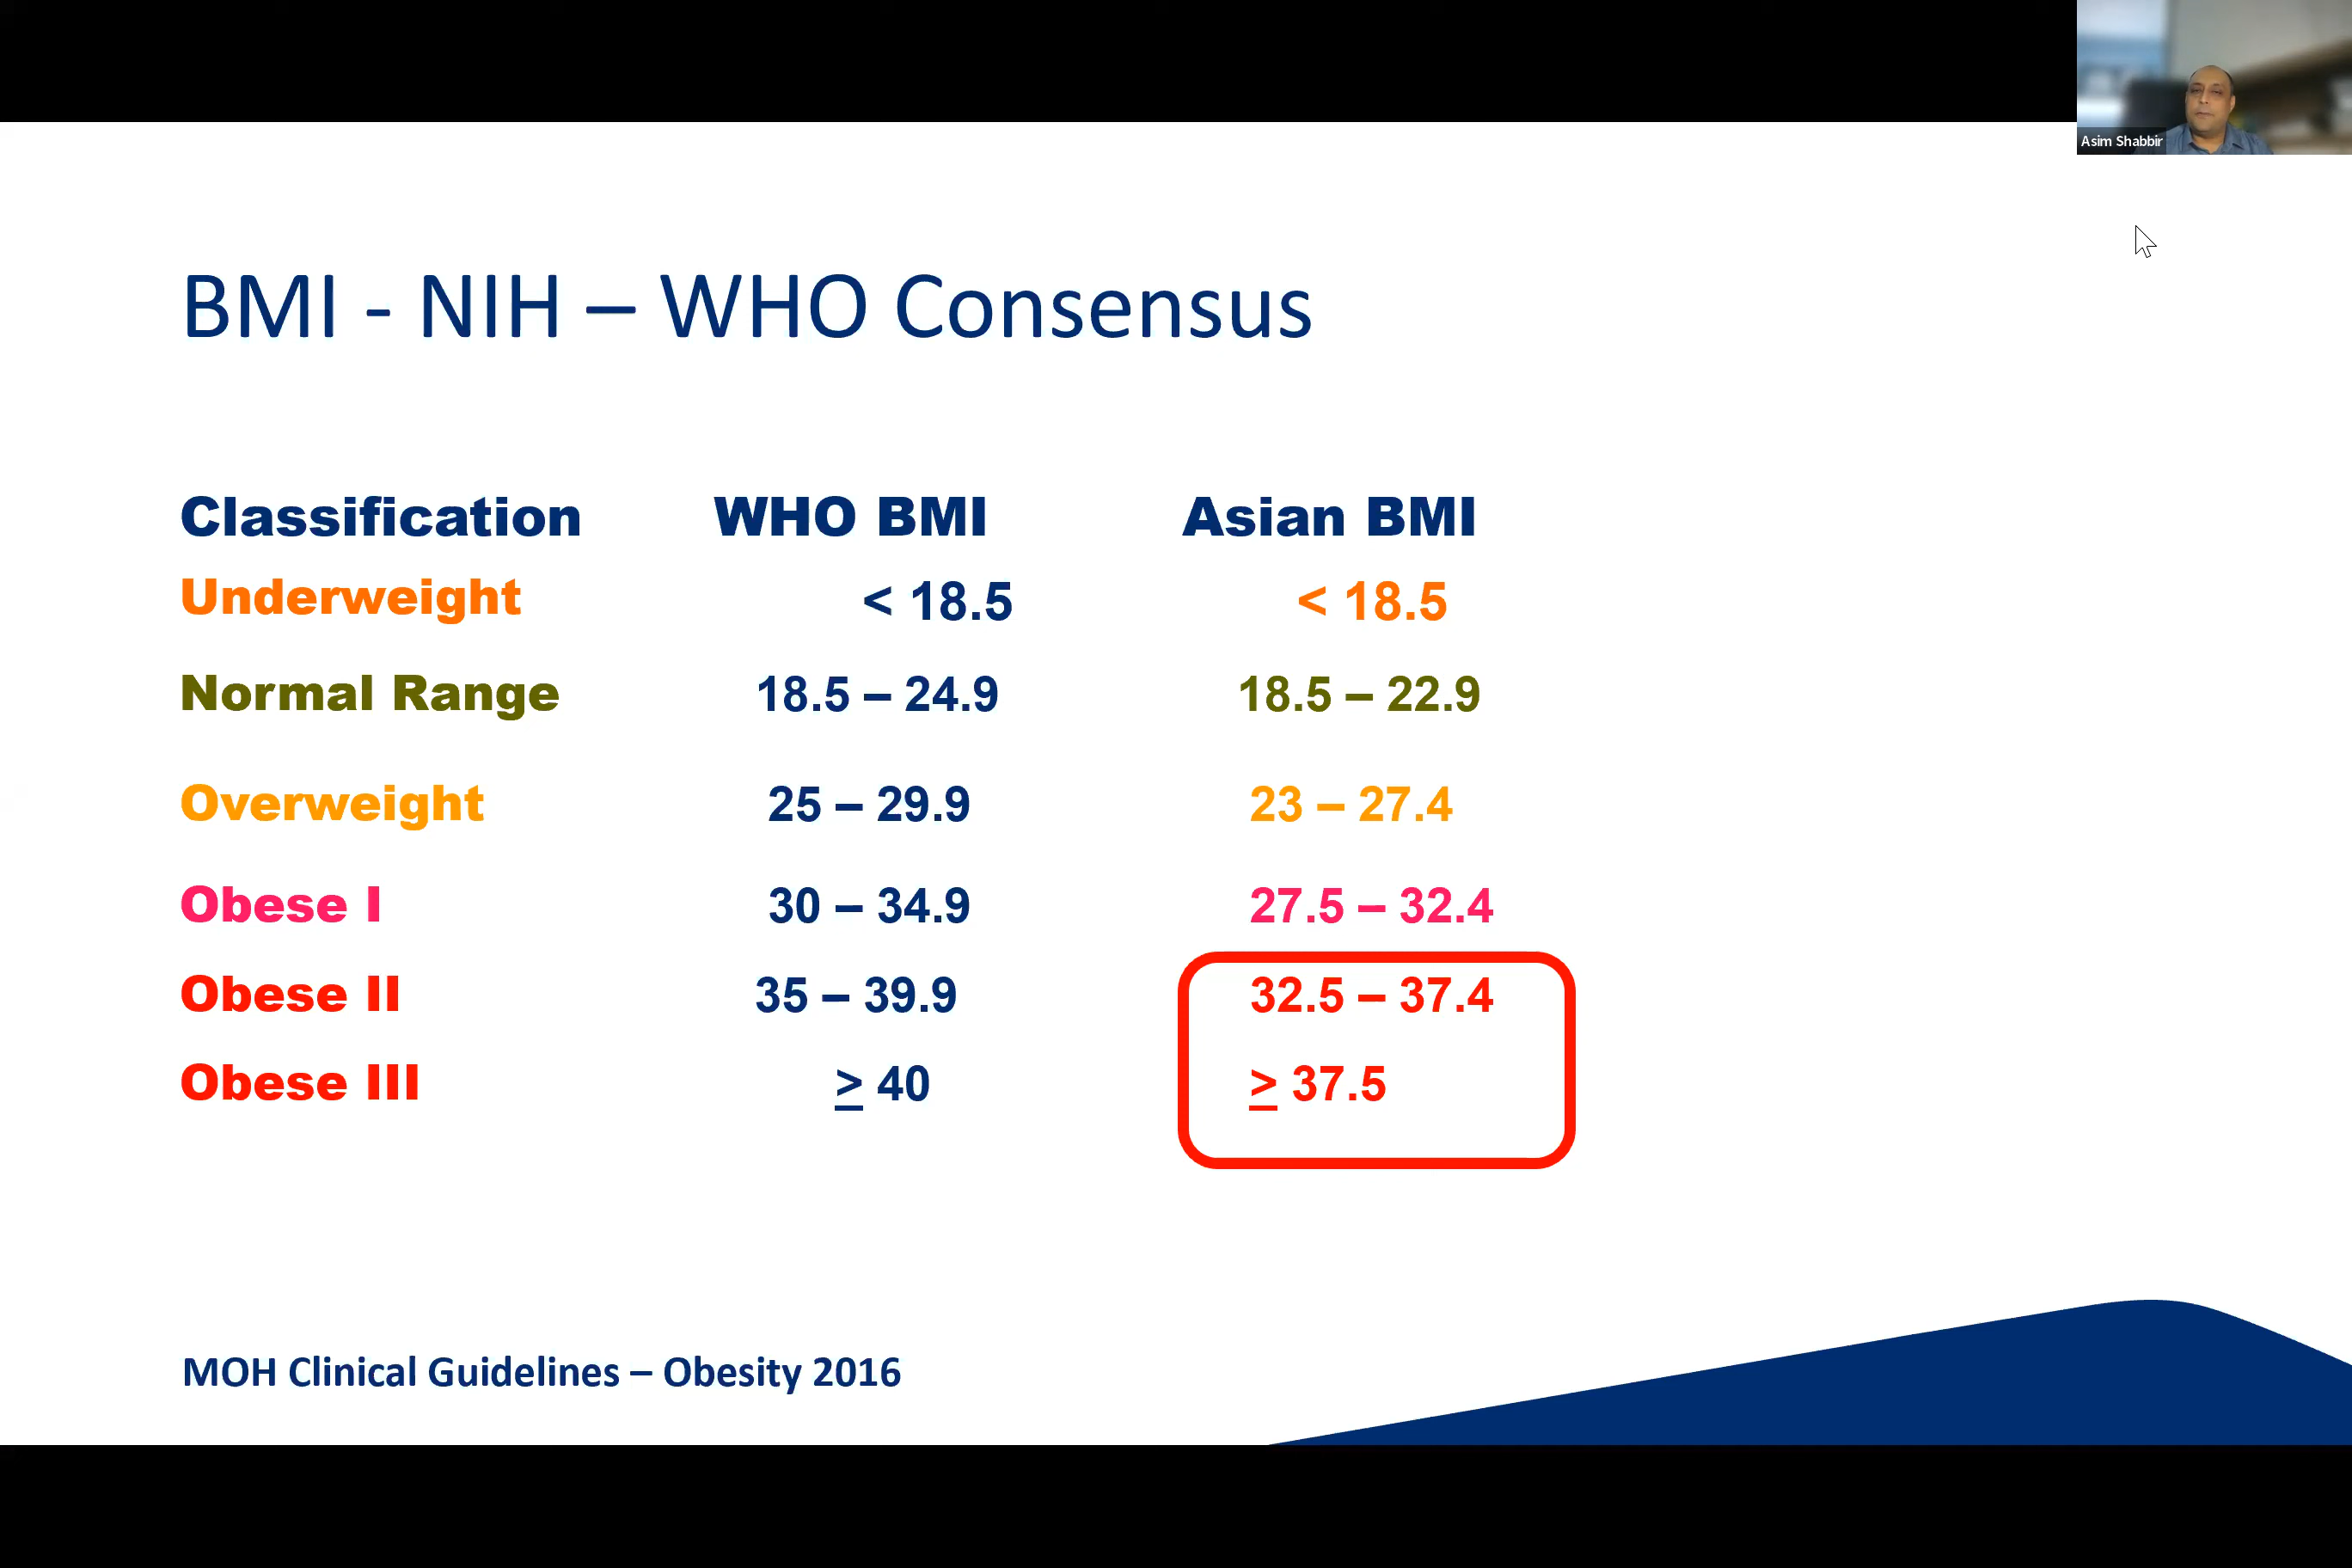 Asim Shabbir
BMI - NIH – WHO Consensus
Classification WHO BMI Asian BMI
Underweight < 18.5 < 18.5
Normal Range 18.5 – 24.9 18.5 – 22.9
Overweight 25 – 29.9 23 – 27.4
Obese I 30 – 34.9 27.5 – 32.4
Obese II 35 – 39.9 32.5 – 37.4
Obese III ≥ 40 ≥ 37.5
MOH Clinical Guidelines – Obesity 2016